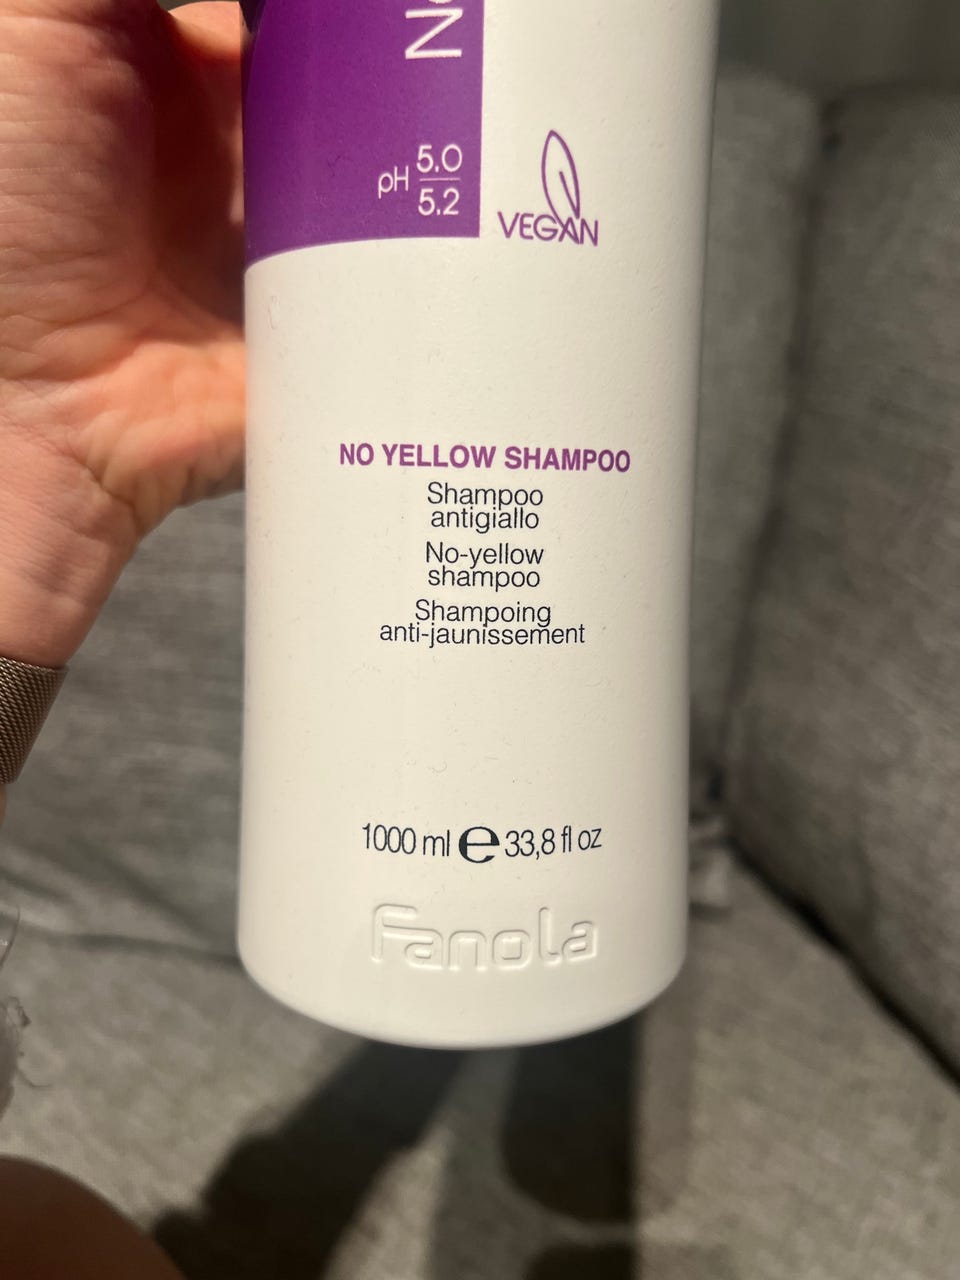 pH 5.0
5.2
VEGAN
NO YELLOW SHAMPOO
Shampoo
antigiallo
No-yellow
shampoo
Shampoing
anti-jaunissement
1000 ml e 33,8 fl oz
Fanola